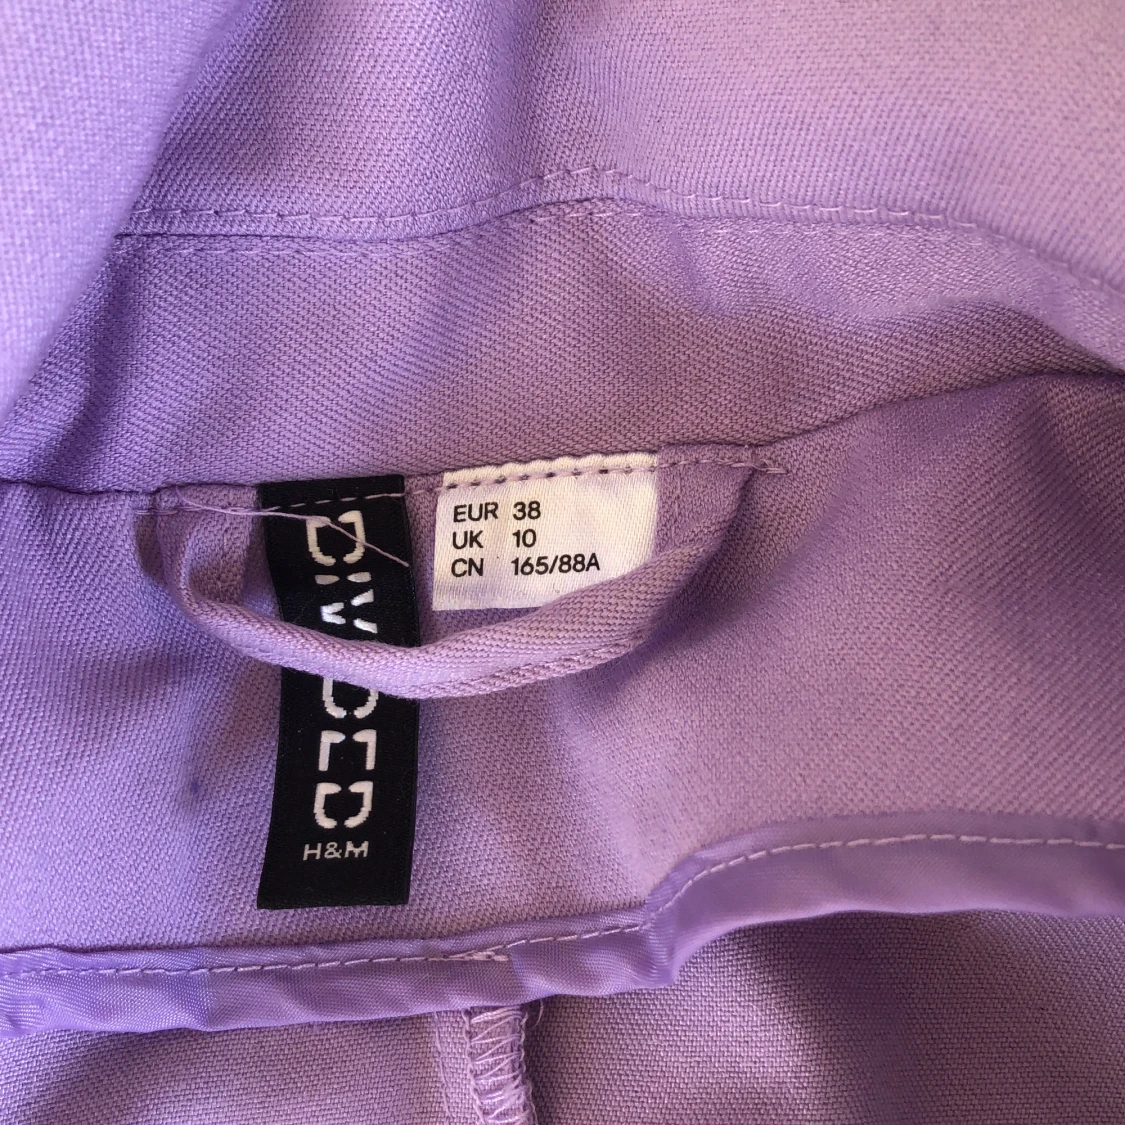 DIVIDED
H&M
EUR 38
UK 10
CN 165/88A